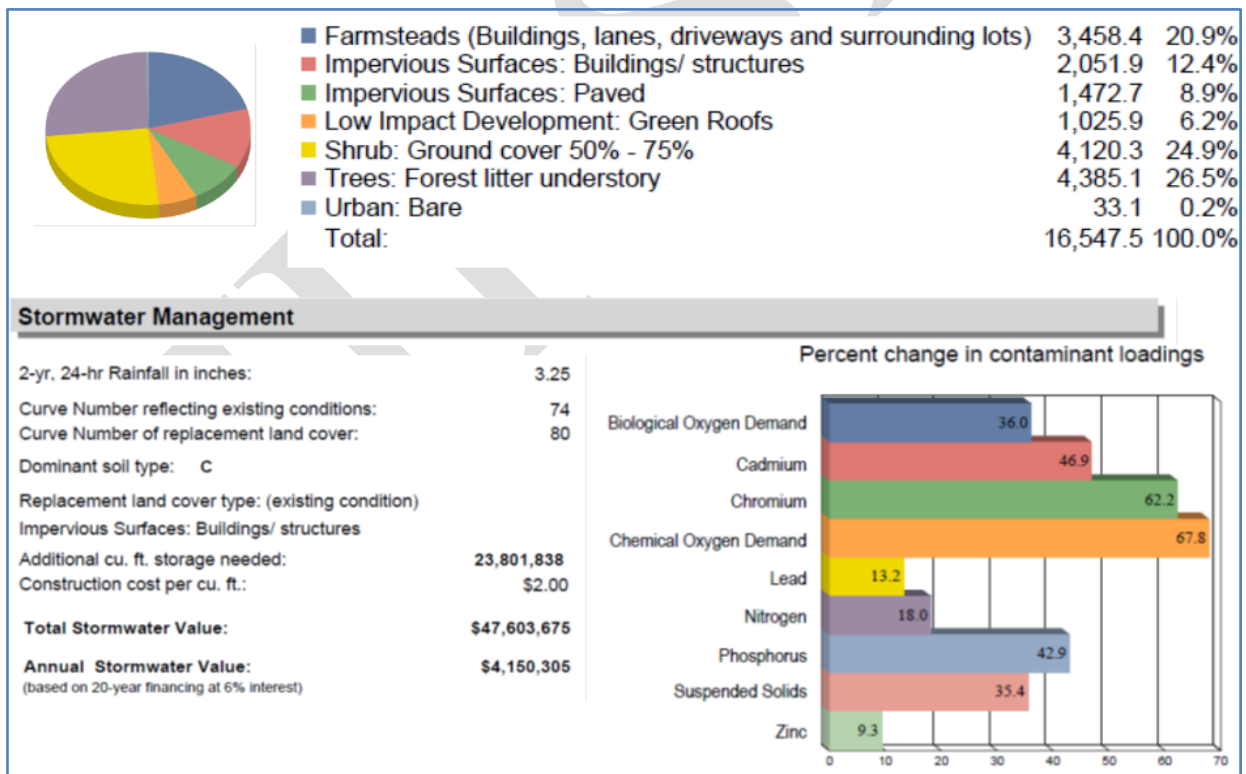 Farmsteads (Buildings, lanes, driveways and surrounding lots) 3,458.4 20.9%
Impervious Surfaces: Buildings/ structures 2,051.9 12.4%
Impervious Surfaces: Paved 1,472.7 8.9%
Low Impact Development: Green Roofs 1,025.9 6.2%
Shrub: Ground cover 50% - 75% 4,120.3 24.9%
Trees: Forest litter understory 4,385.1 26.5%
Urban: Bare 33.1 0.2%
Total: 16,547.5 100.0%
Stormwater Management
2-yr, 24-hr Rainfall in inches: 3.25
Curve Number reflecting existing conditions: 74
Curve Number of replacement land cover: 80
Dominant soil type: C
Replacement land cover type: (existing condition)
Impervious Surfaces: Buildings/ structures
Additional cu. ft. storage needed: 23,801,838
Construction cost per cu. ft.: $2.00
Total Stormwater Value: $47,603,675
Annual Stormwater Value: $4,150,305
(based on 20-year financing at 6% interest)
Percent change in contaminant loadings
Biological Oxygen Demand 36.0
Cadmium 46.9
Chromium 62.2
Chemical Oxygen Demand 67.8
Lead 13.2
Nitrogen 18.0
Phosphorus 42.9
Suspended Solids 35.4
Zinc 9.3
0 10 20 30 40 50 60 70